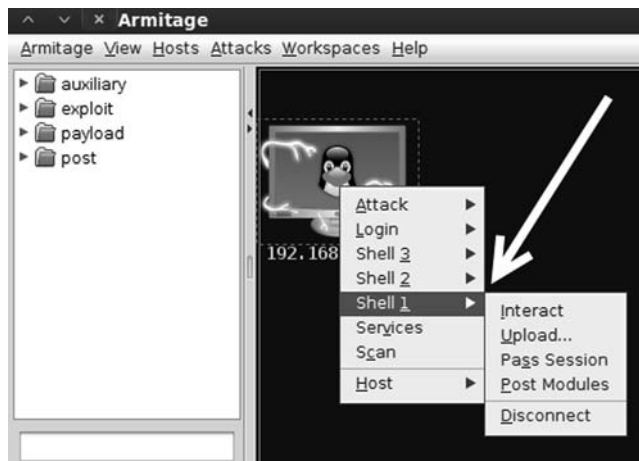 Armitage
Armitage View Hosts Attacks Workspaces Help
auxiliary
exploit
payload
post
192.168
Attack
Login
Shell 3
Shell 2
Shell 1
Services
Scan
Host
Interact
Upload...
Pass Session
Post Modules
Disconnect